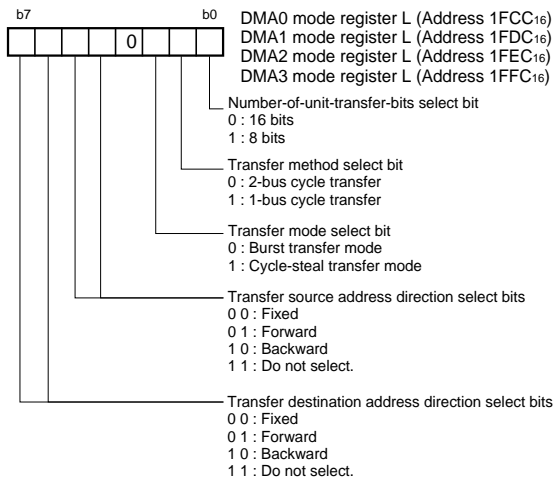 b7 b0
DMA0 mode register L (Address 1FCC16)
DMA1 mode register L (Address 1FDC16)
DMA2 mode register L (Address 1FEC16)
DMA3 mode register L (Address 1FFC16)
0
Number-of-unit-transfer-bits select bit
0 : 16 bits
1 : 8 bits
Transfer method select bit
0 : 2-bus cycle transfer
1 : 1-bus cycle transfer
Transfer mode select bit
0 : Burst transfer mode
1 : Cycle-steal transfer mode
Transfer source address direction select bits
0 0 : Fixed
0 1 : Forward
1 0 : Backward
1 1 : Do not select.
Transfer destination address direction select bits
0 0 : Fixed
0 1 : Forward
1 0 : Backward
1 1 : Do not select.